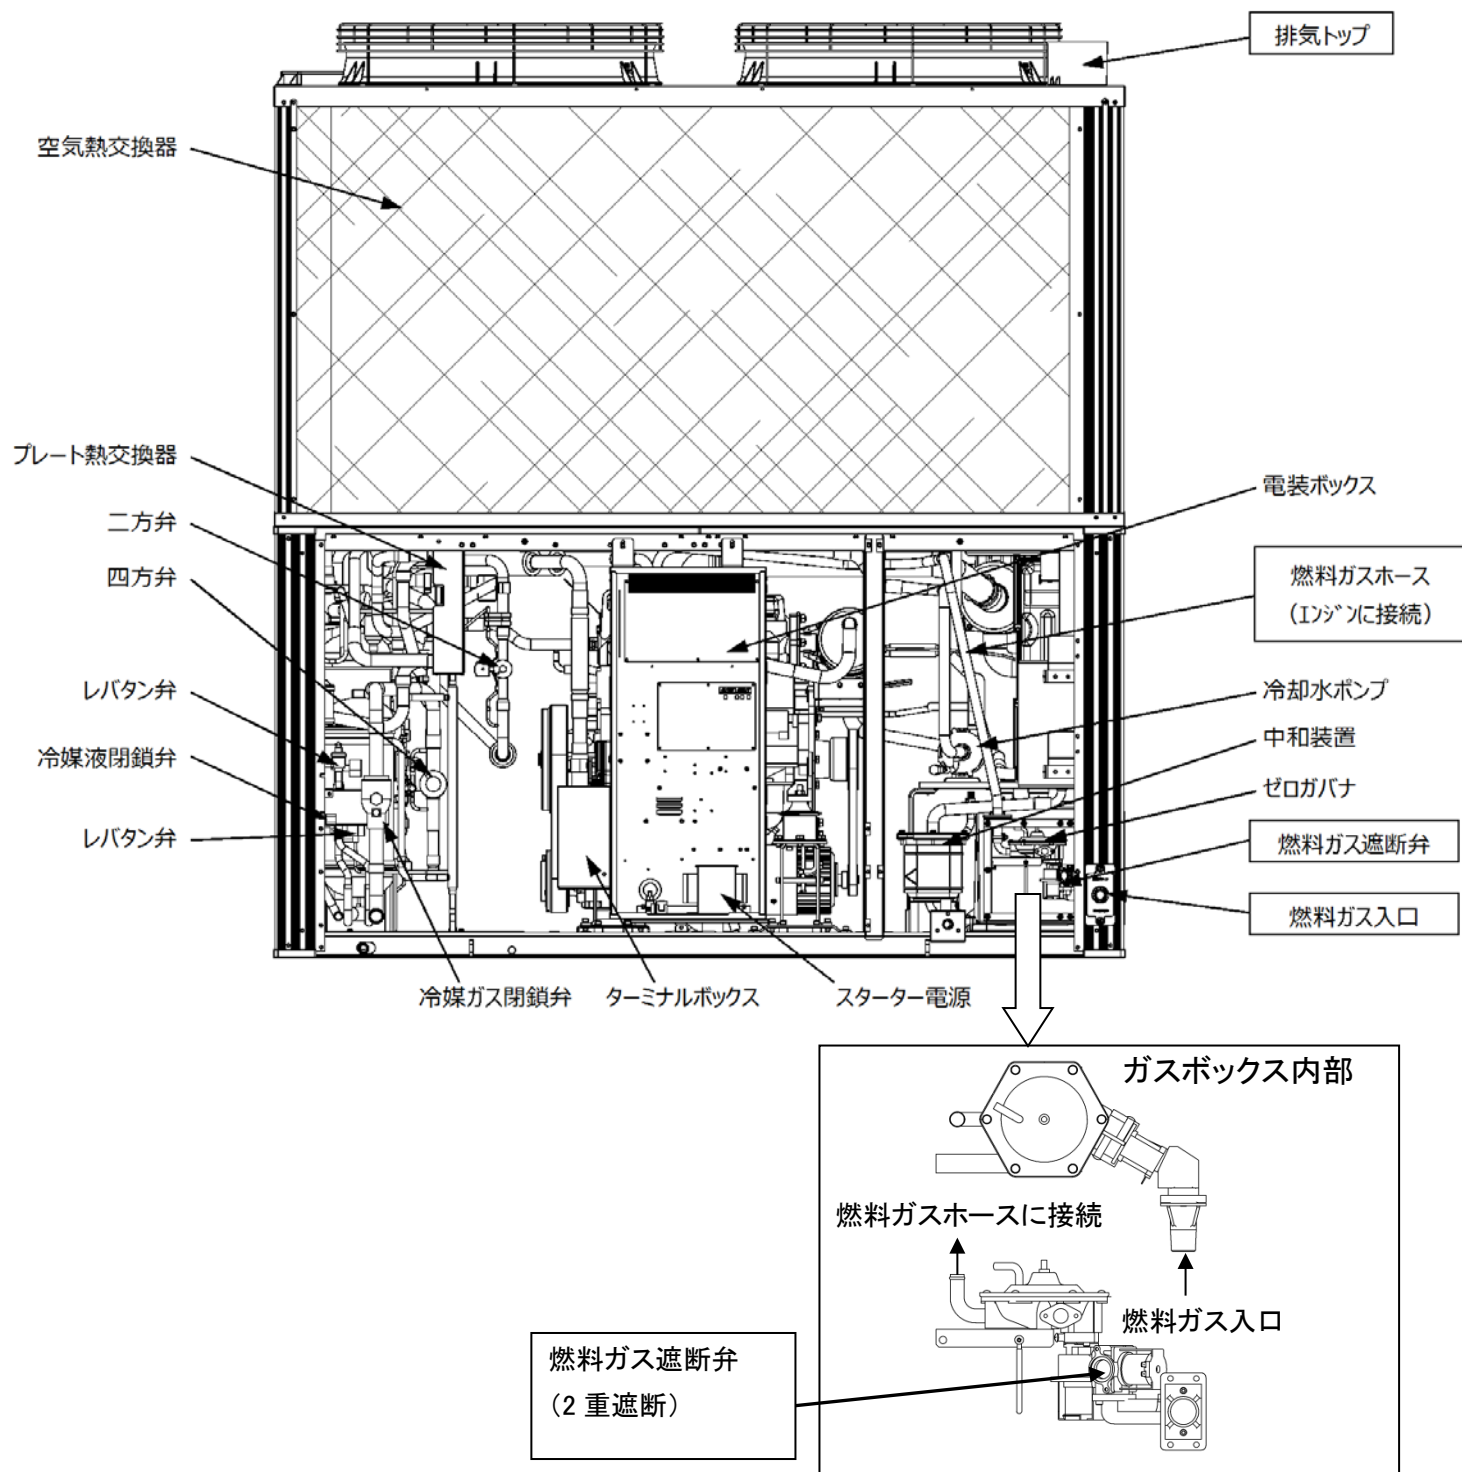 排気トップ
空気熱交換器
プレート熱交換器
二方弁
四方弁
レバタン弁
冷媒液閉鎖弁
レバタン弁
電装ボックス
燃料ガスホース
（ｴﾝｼﾞﾝに接続）
冷却水ポンプ
中和装置
ゼロガバナ
燃料ガス遮断弁
燃料ガス入口
冷媒ガス閉鎖弁
ターミナルボックス
スターター電源
ガスボックス内部
燃料ガスホースに接続
燃料ガス入口
燃料ガス遮断弁
（2 重遮断）